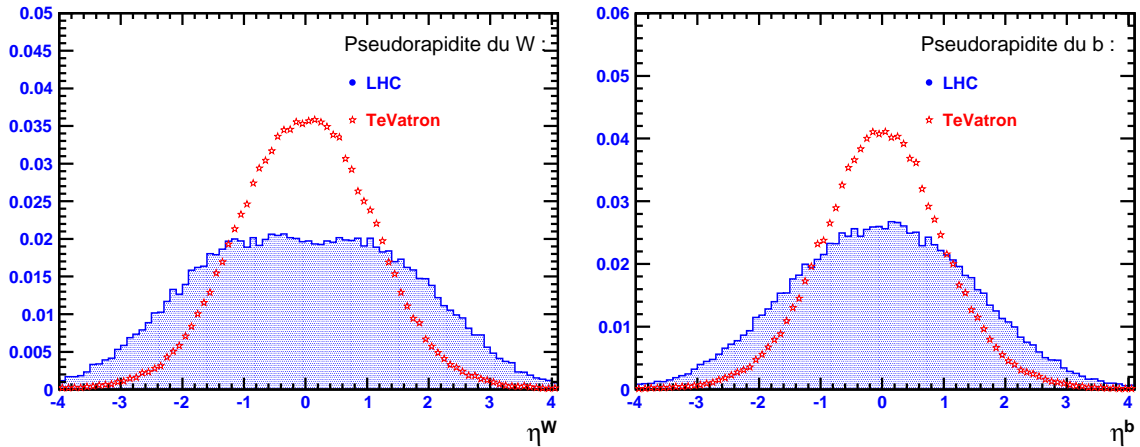 0.05
0.045
0.04
0.035
0.03
0.025
0.02
0.015
0.01
0.005
0
-4 -3 -2 -1 0 1 2 3 4
Pseudorapidite du W :
LHC
TeVatron
ηW
0.06
0.05
0.04
0.03
0.02
0.01
0
-4 -3 -2 -1 0 1 2 3 4
Pseudorapidite du b :
LHC
TeVatron
ηb